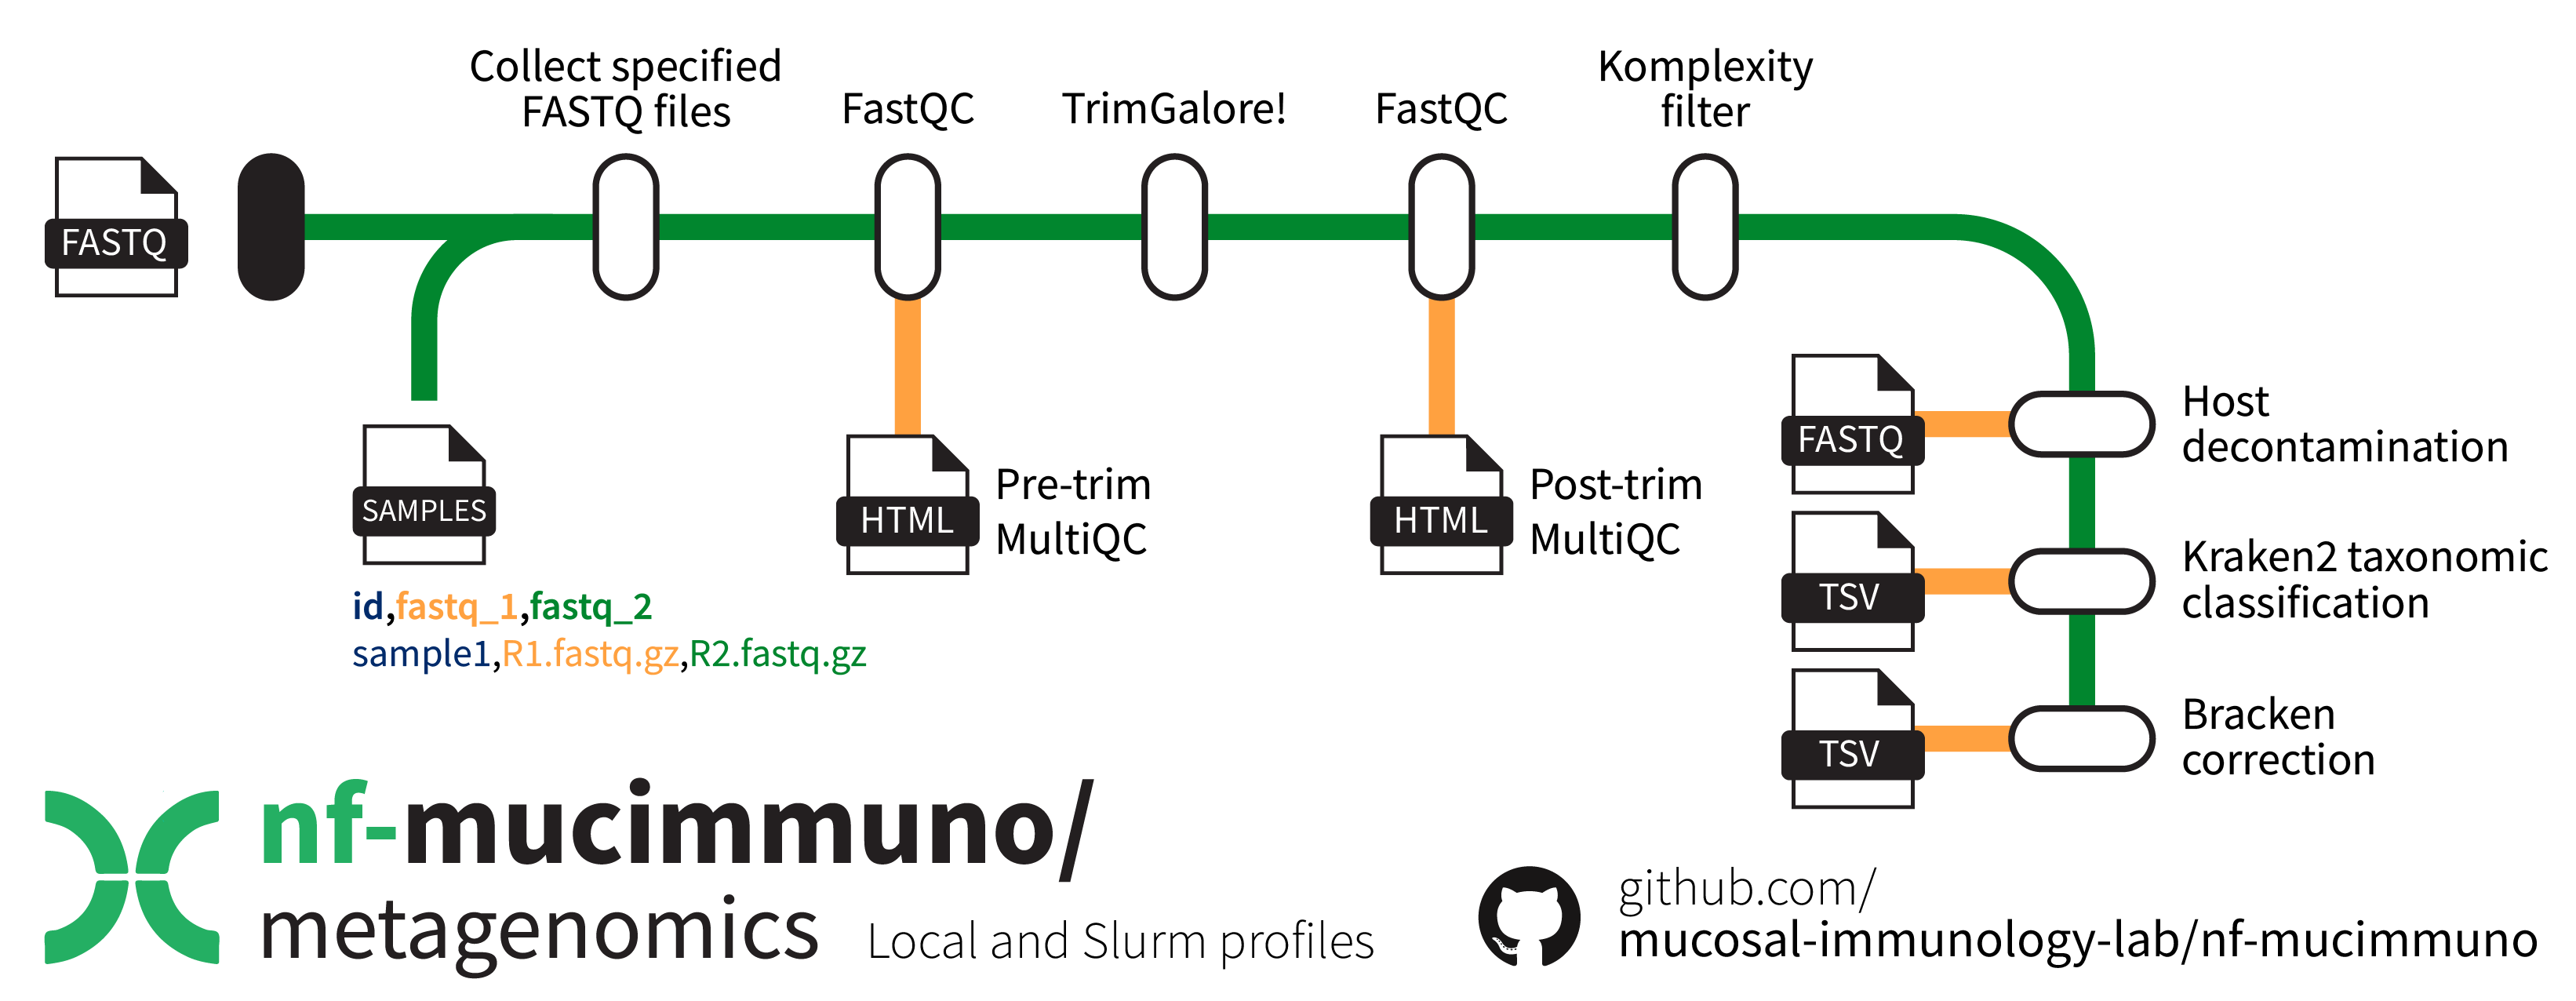 Collect specified
FASTQ files
FastQC
TrimGalore!
FastQC
Komplexity
filter
FASTQ
SAMPLES
id,fastq_1,fastq_2
sample1,R1.fastq.gz,R2.fastq.gz
HTML
Pre-trim
MultiQC
HTML
Post-trim
MultiQC
FASTQ
Host
decontamination
TSV
Kraken2 taxonomic
classification
TSV
Bracken
correction
nf-mucimmuno/
metagenomics
Local and Slurm profiles
github.com/
mucosal-immunology-lab/nf-mucimmuno